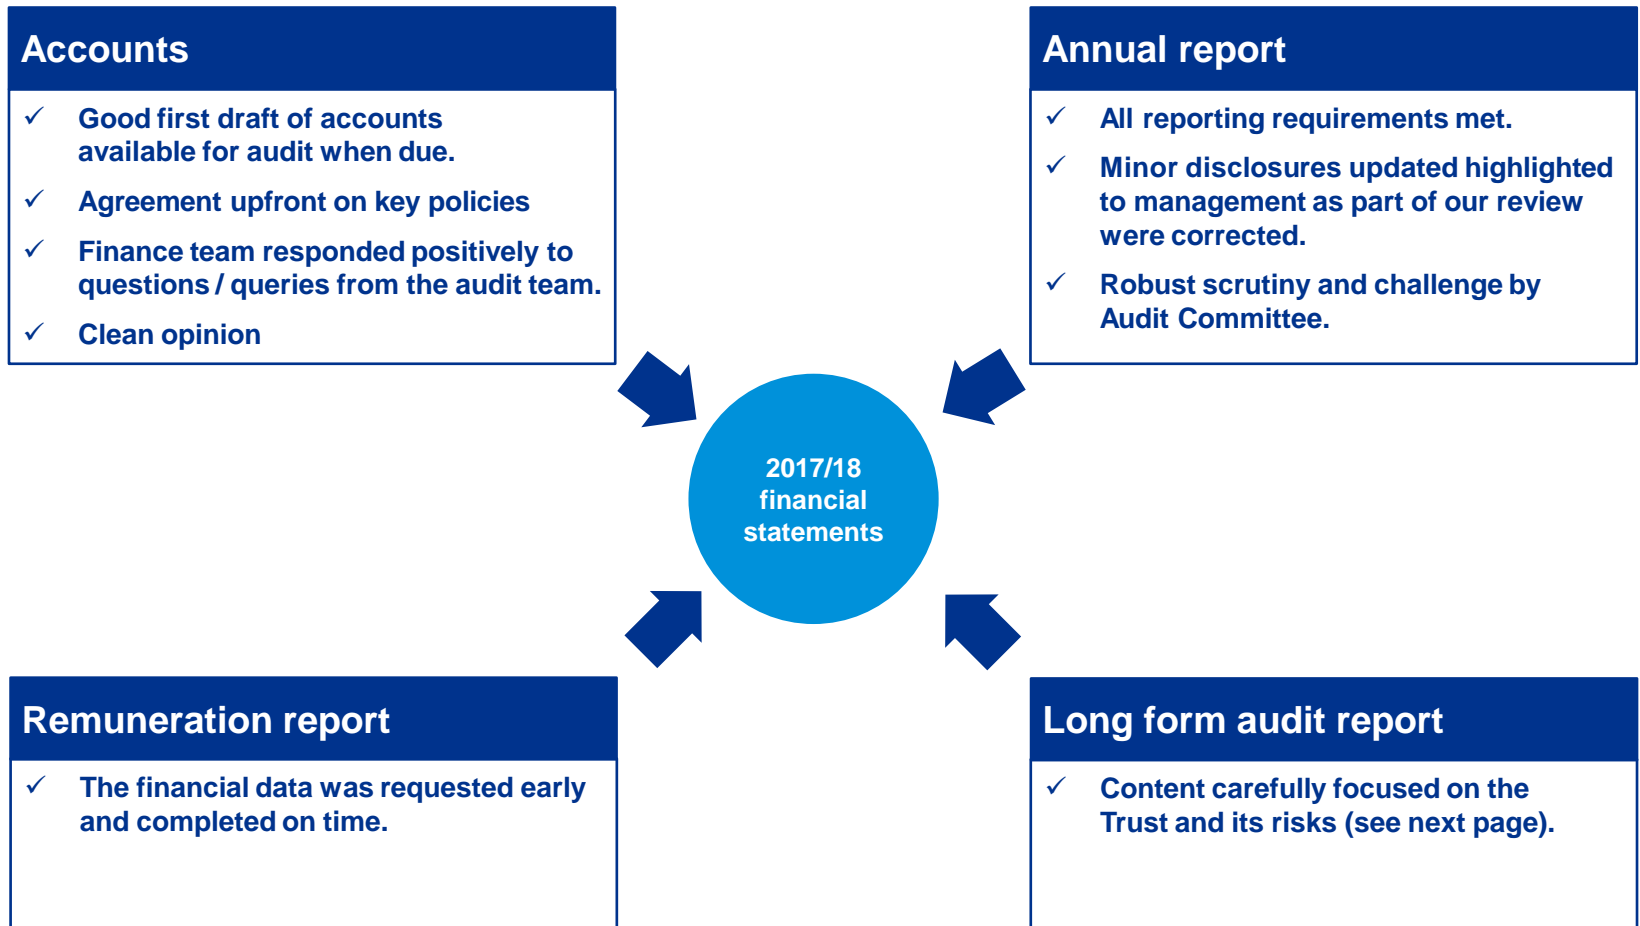 Accounts
✓ Good first draft of accounts
available for audit when due.
✓ Agreement upfront on key policies
✓ Finance team responded positively to
questions / queries from the audit team.
✓ Clean opinion
Annual report
✓ All reporting requirements met.
✓ Minor disclosures updated highlighted
to management as part of our review
were corrected.
✓ Robust scrutiny and challenge by
Audit Committee.
2017/18
financial
statements
Remuneration report
✓ The financial data was requested early
and completed on time.
Long form audit report
✓ Content carefully focused on the
Trust and its risks (see next page).